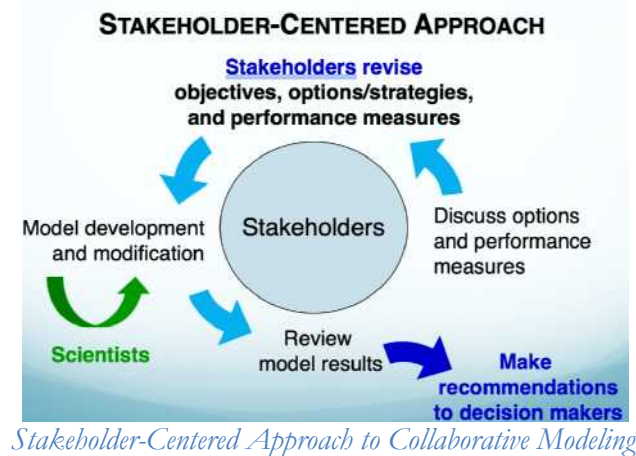 STAKEHOLDER-CENTERED APPROACH
Stakeholders revise
objectives, options/strategies,
and performance measures
Model development
and modification
Stakeholders
Discuss options
and performance
measures
Scientists
Review
model results
Make
recommendations
to decision makers
Stakeholder-Centered Approach to Collaborative Modeling